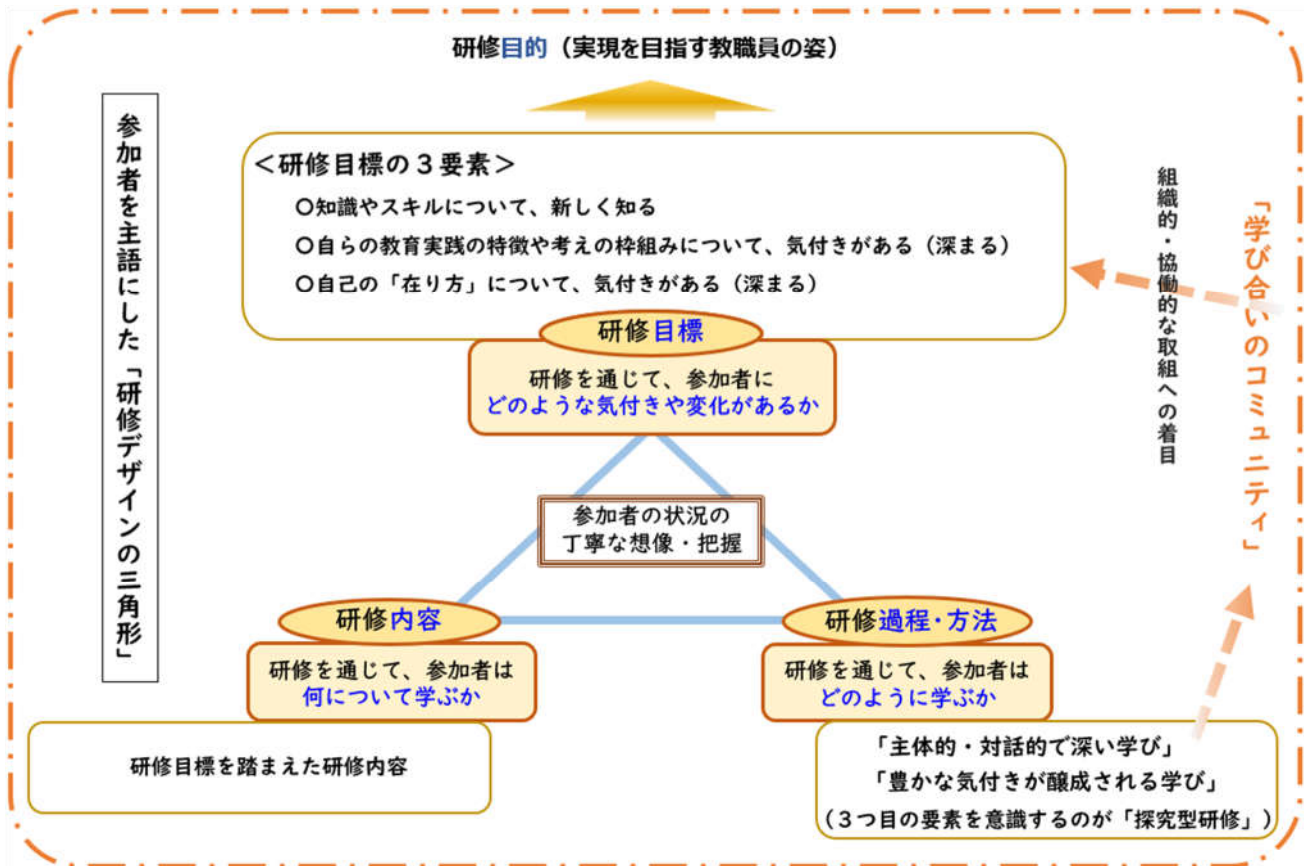 研修目的（実現を目指す教職員の姿）
参加者を主語にした「研修デザインの三角形」
＜研修目標の３要素＞
○知識やスキルについて、新しく知る
○自らの教育実践の特徴や考えの枠組みについて、気付きがある（深まる）
○自己の「在り方」について、気付きがある（深まる）
研修目標
研修を通じて、参加者に
どのような気付きや変化があるか
組織的・協働的な取組への着目
「学び合いのコミュニティ」
参加者の状況の
丁寧な想像・把握
研修内容
研修を通じて、参加者は
何について学ぶか
研修目標を踏まえた研修内容
研修過程・方法
研修を通じて、参加者は
どのように学ぶか
「主体的・対話的で深い学び」
「豊かな気付きが醸成される学び」
（３つ目の要素を意識するのが「探究型研修」）